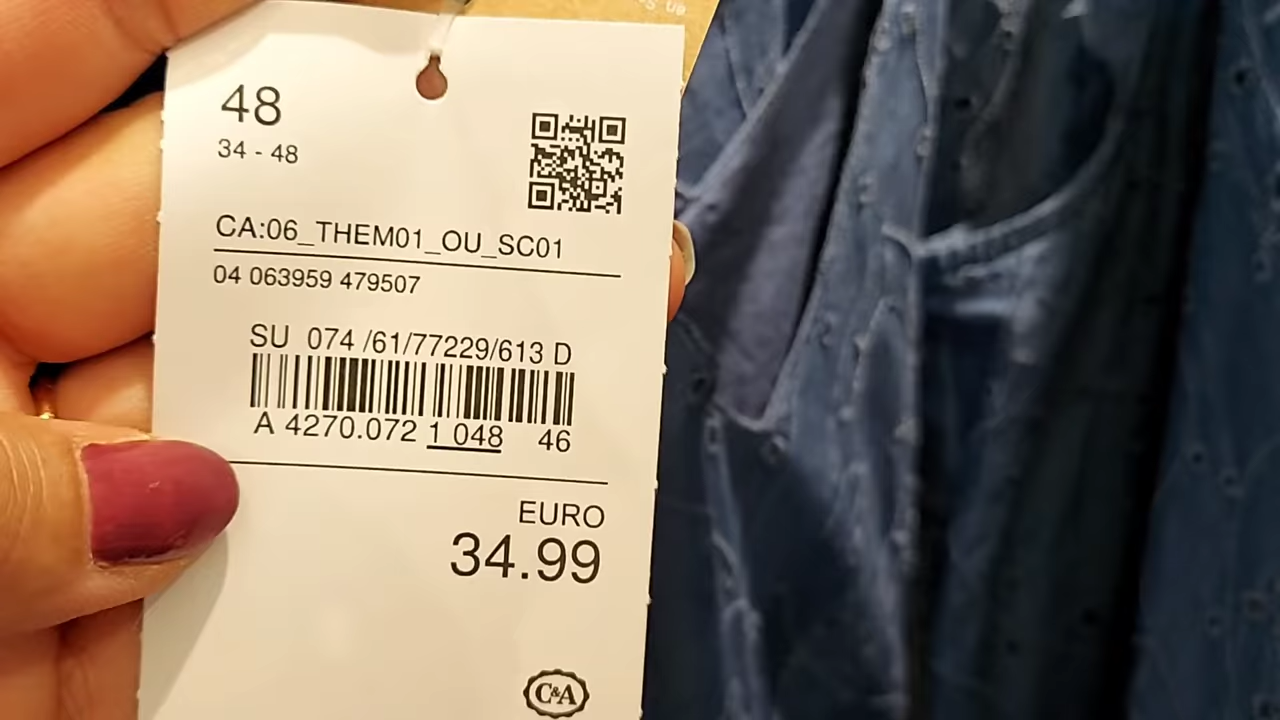 48
34 - 48
CA:06_THEM01_OU_SC01
04 063959 479507
SU 074 /61/77229/613 D
A 4270.072 1 048 46
EURO
34.99
C&A